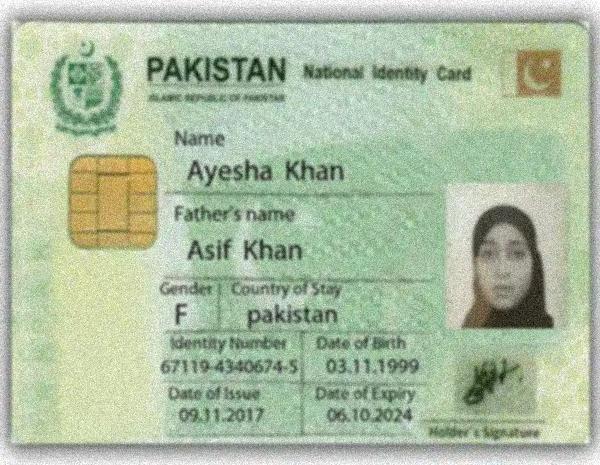 PAKISTAN National Identity Card
ISLAMIC REPUBLIC OF PAKISTAN
Name
Ayesha Khan
Father's name
Asif Khan
Gender Country of Stay
F pakistan
Identity Number Date of Birth
67119-4340674-5 03.11.1999
Date of Issue Date of Expiry
09.11.2017 06.10.2024
Holder's Signature